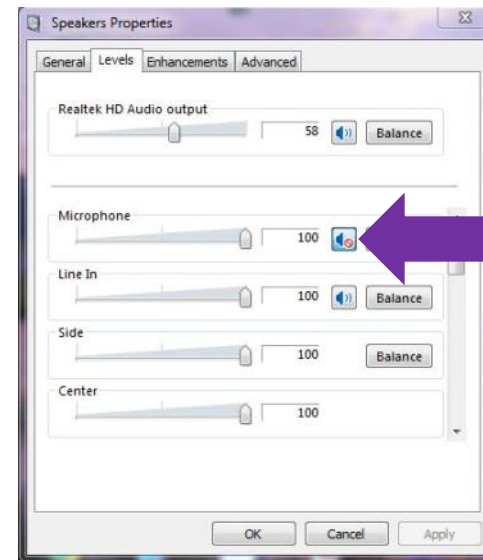 Speakers Properties
General Levels Enhancements Advanced
Realtek HD Audio output
58 Balance
Microphone
100
Line In
100 Balance
Side
100 Balance
Center
100
OK Cancel Apply